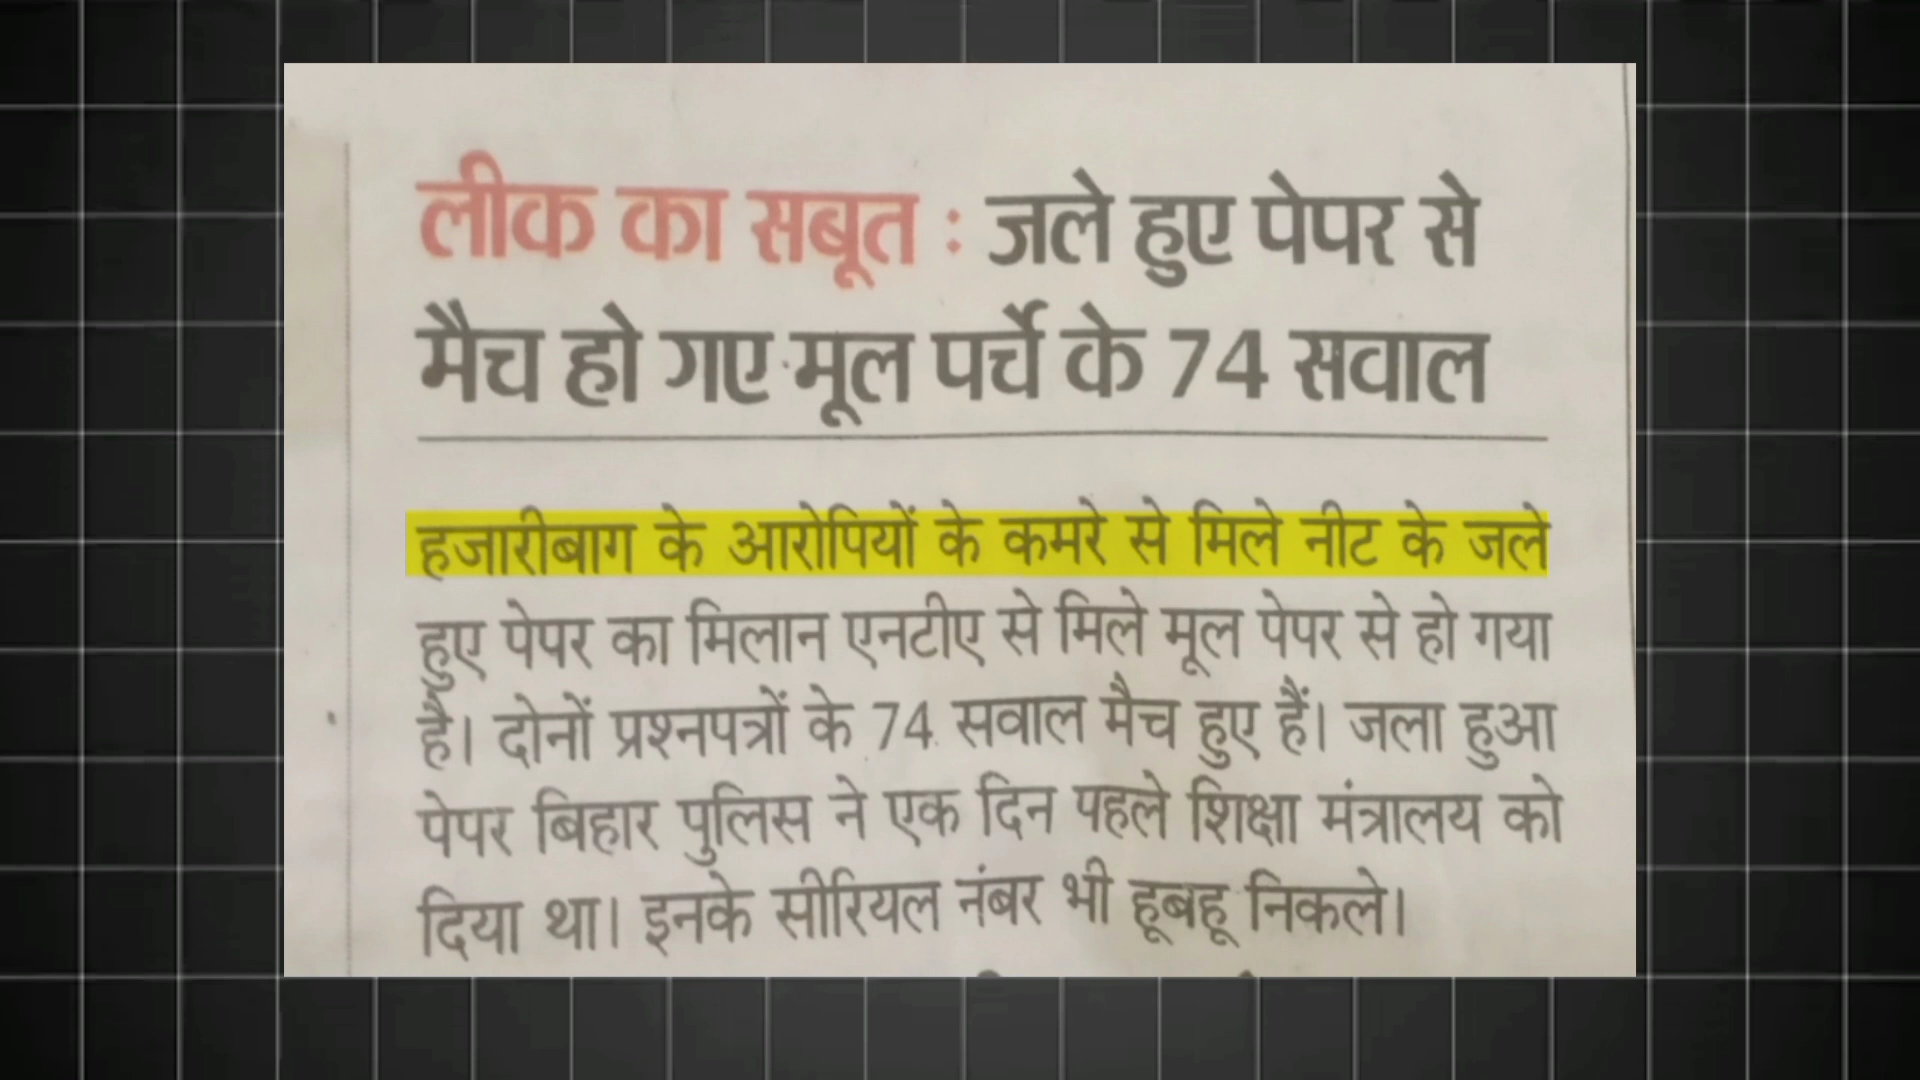 लीक का सबूत : जले हुए पेपर से
मैच हो गए मूल पर्चे के 74 सवाल
हजारीबाग के आरोपियों के कमरे से मिले नीट के जले
हुए पेपर का मिलान एनटीए से मिले मूल पेपर से हो गया
है। दोनों प्रश्नपत्रों के 74 सवाल मैच हुए हैं। जला हुआ
पेपर बिहार पुलिस ने एक दिन पहले शिक्षा मंत्रालय को
दिया था। इनके सीरियल नंबर भी हूबहू निकले।